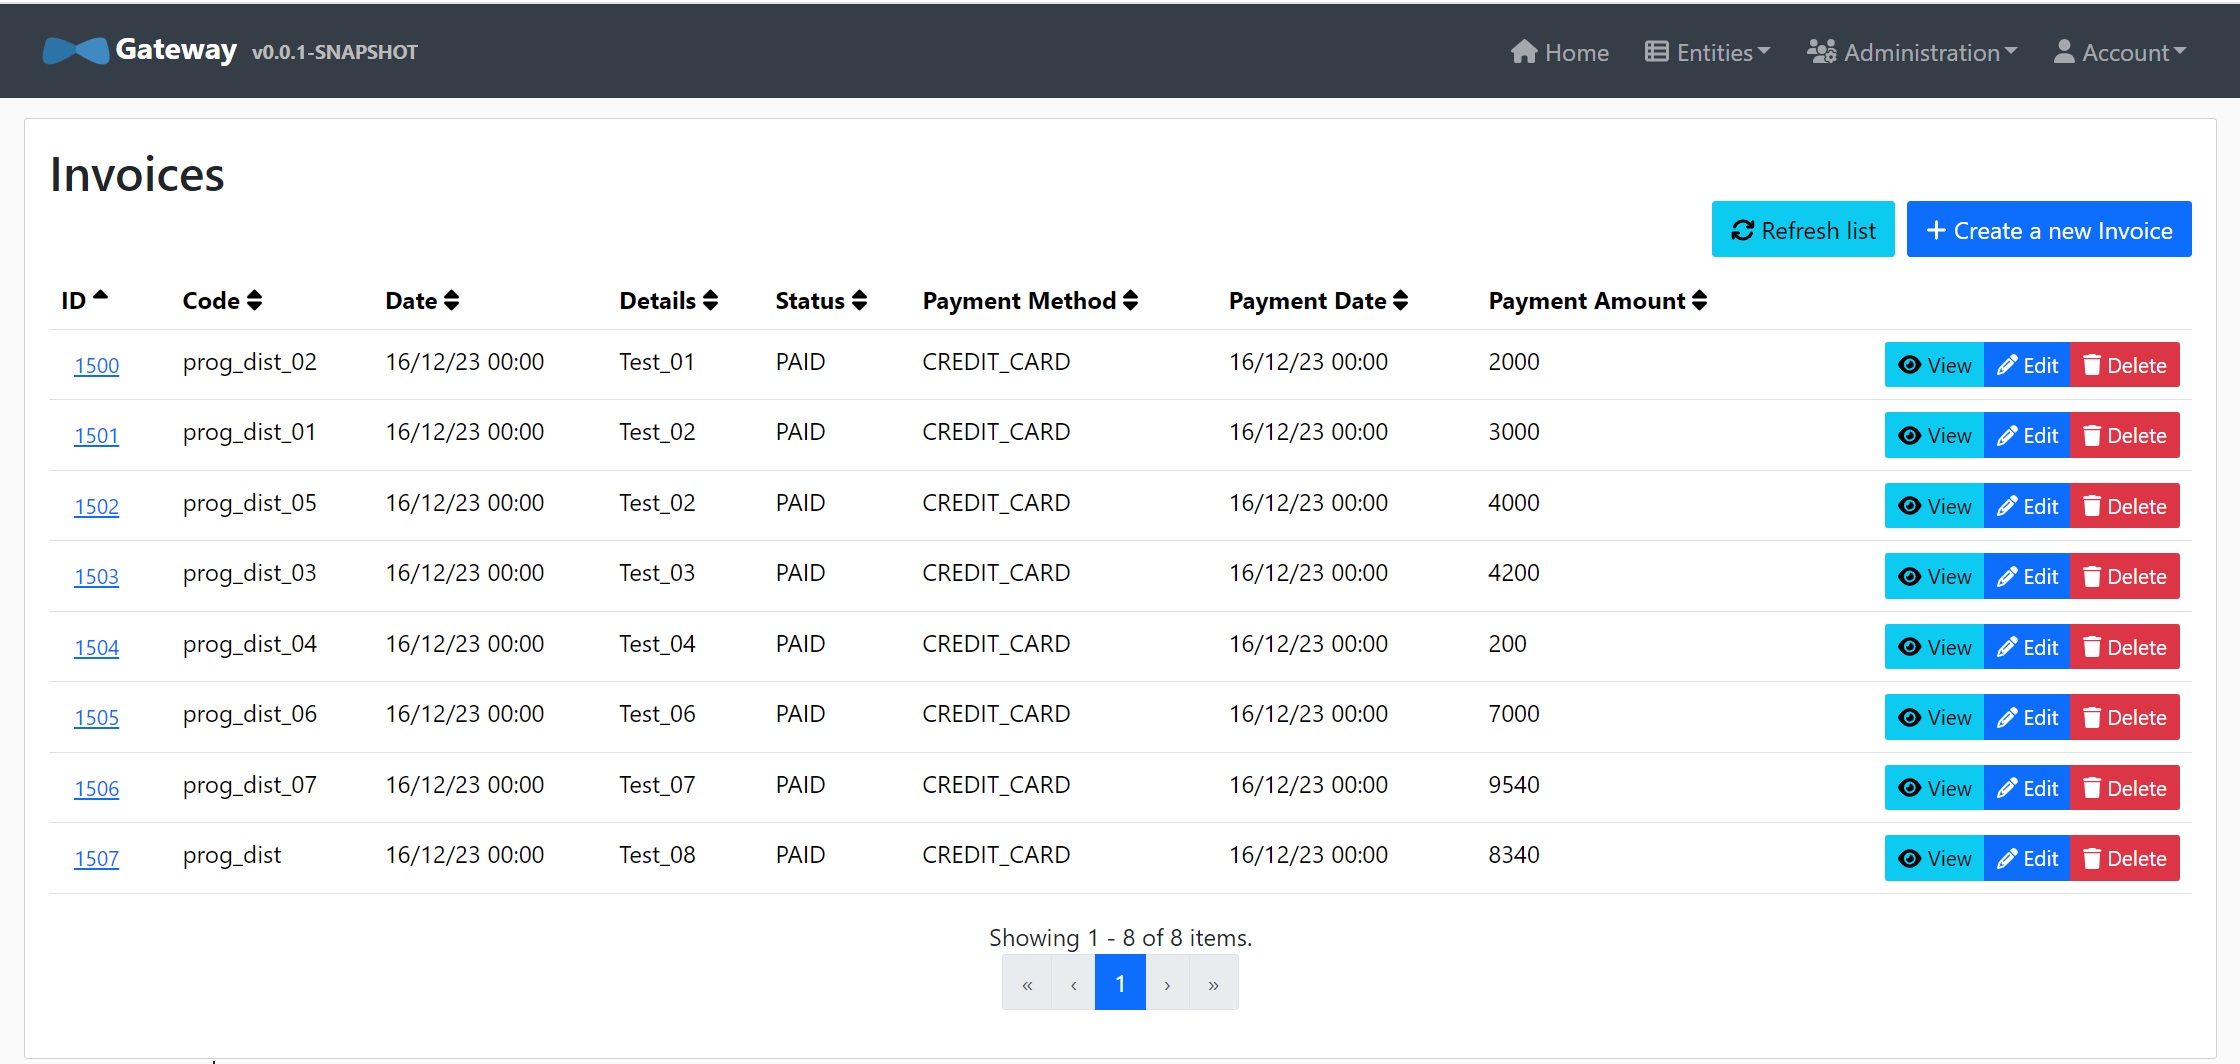 Gateway v0.0.1-SNAPSHOT Home Entities Administration Account
Invoices
Refresh list + Create a new Invoice
ID Code Date Details Status Payment Method Payment Date Payment Amount
1500 prog_dist_02 16/12/23 00:00 Test_01 PAID CREDIT_CARD 16/12/23 00:00 2000 View Edit Delete
1501 prog_dist_01 16/12/23 00:00 Test_02 PAID CREDIT_CARD 16/12/23 00:00 3000 View Edit Delete
1502 prog_dist_05 16/12/23 00:00 Test_02 PAID CREDIT_CARD 16/12/23 00:00 4000 View Edit Delete
1503 prog_dist_03 16/12/23 00:00 Test_03 PAID CREDIT_CARD 16/12/23 00:00 4200 View Edit Delete
1504 prog_dist_04 16/12/23 00:00 Test_04 PAID CREDIT_CARD 16/12/23 00:00 200 View Edit Delete
1505 prog_dist_06 16/12/23 00:00 Test_06 PAID CREDIT_CARD 16/12/23 00:00 7000 View Edit Delete
1506 prog_dist_07 16/12/23 00:00 Test_07 PAID CREDIT_CARD 16/12/23 00:00 9540 View Edit Delete
1507 prog_dist 16/12/23 00:00 Test_08 PAID CREDIT_CARD 16/12/23 00:00 8340 View Edit Delete
Showing 1 - 8 of 8 items.
« ‹ 1 › »